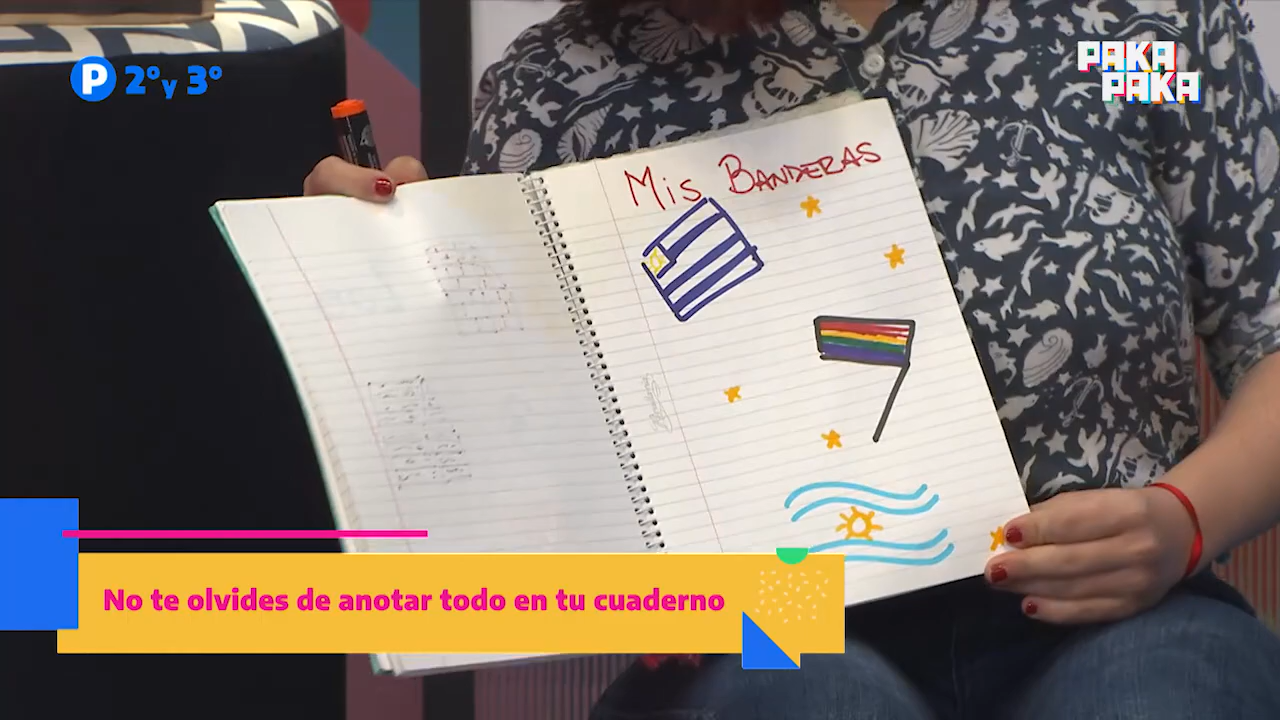 P 2° y 3°
PAKA
PAKA
MIS BANDERAS
No te olvides de anotar todo en tu cuaderno